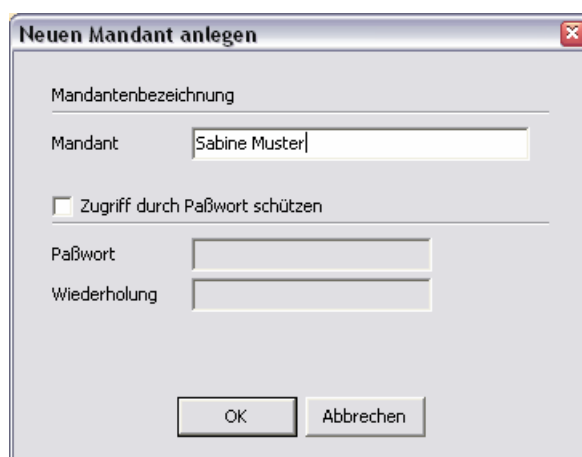 Neuen Mandant anlegen
Mandantenbezeichnung
Mandant Sabine Muster
Zugriff durch Paßwort schützen
Paßwort
Wiederholung
OK Abbrechen